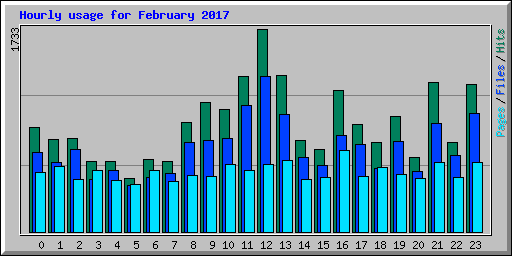 Hourly usage for February 2017
1733
Pages / Files / Hits
0 1 2 3 4 5 6 7 8 9 10 11 12 13 14 15 16 17 18 19 20 21 22 23